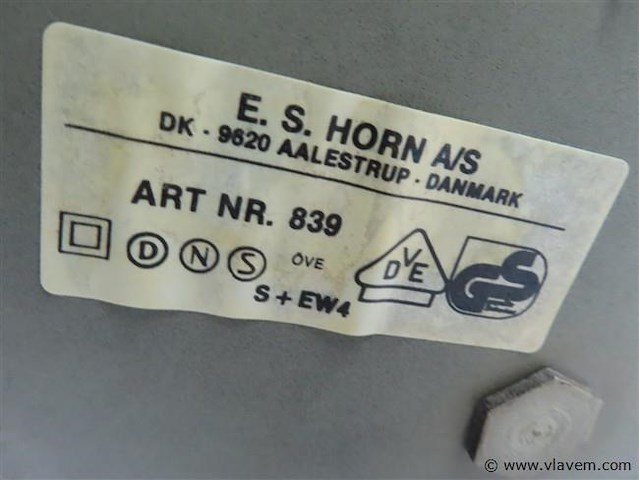 E. S. HORN A/S
DK - 9620 AALESTRUP - DANMARK
ART NR. 839
D N S ÖVE DVE GS
S + EW4
© www.vlavem.com